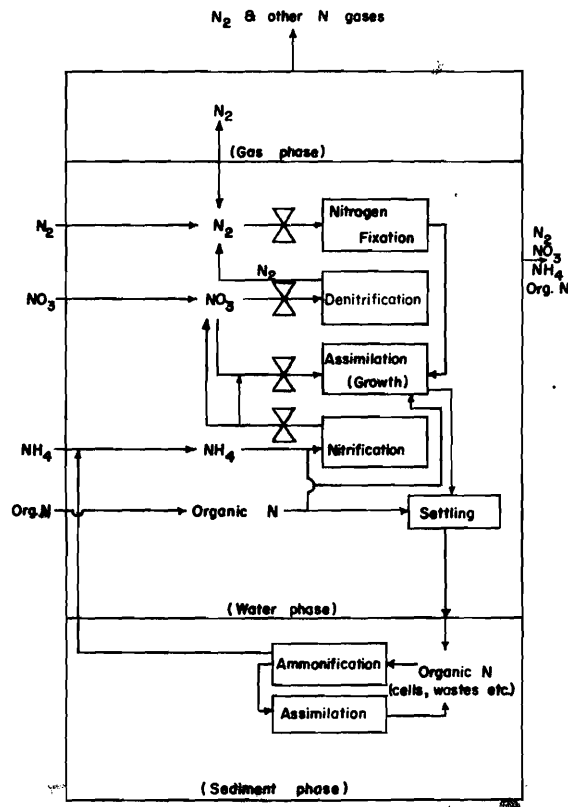 N2 & other N gases
N2
(Gas phase)
N2
N2
Nitrogen
Fixation
N2
NO3
NH4
Org. N
N2
NO3
NO3
Denitrification
Assimilation
(Growth)
NH4
NH4
Nitrification
Org.N
Organic N
Settling
(Water phase)
Ammonification
Organic N
(cells, wastes etc.)
Assimilation
(Sediment phase)